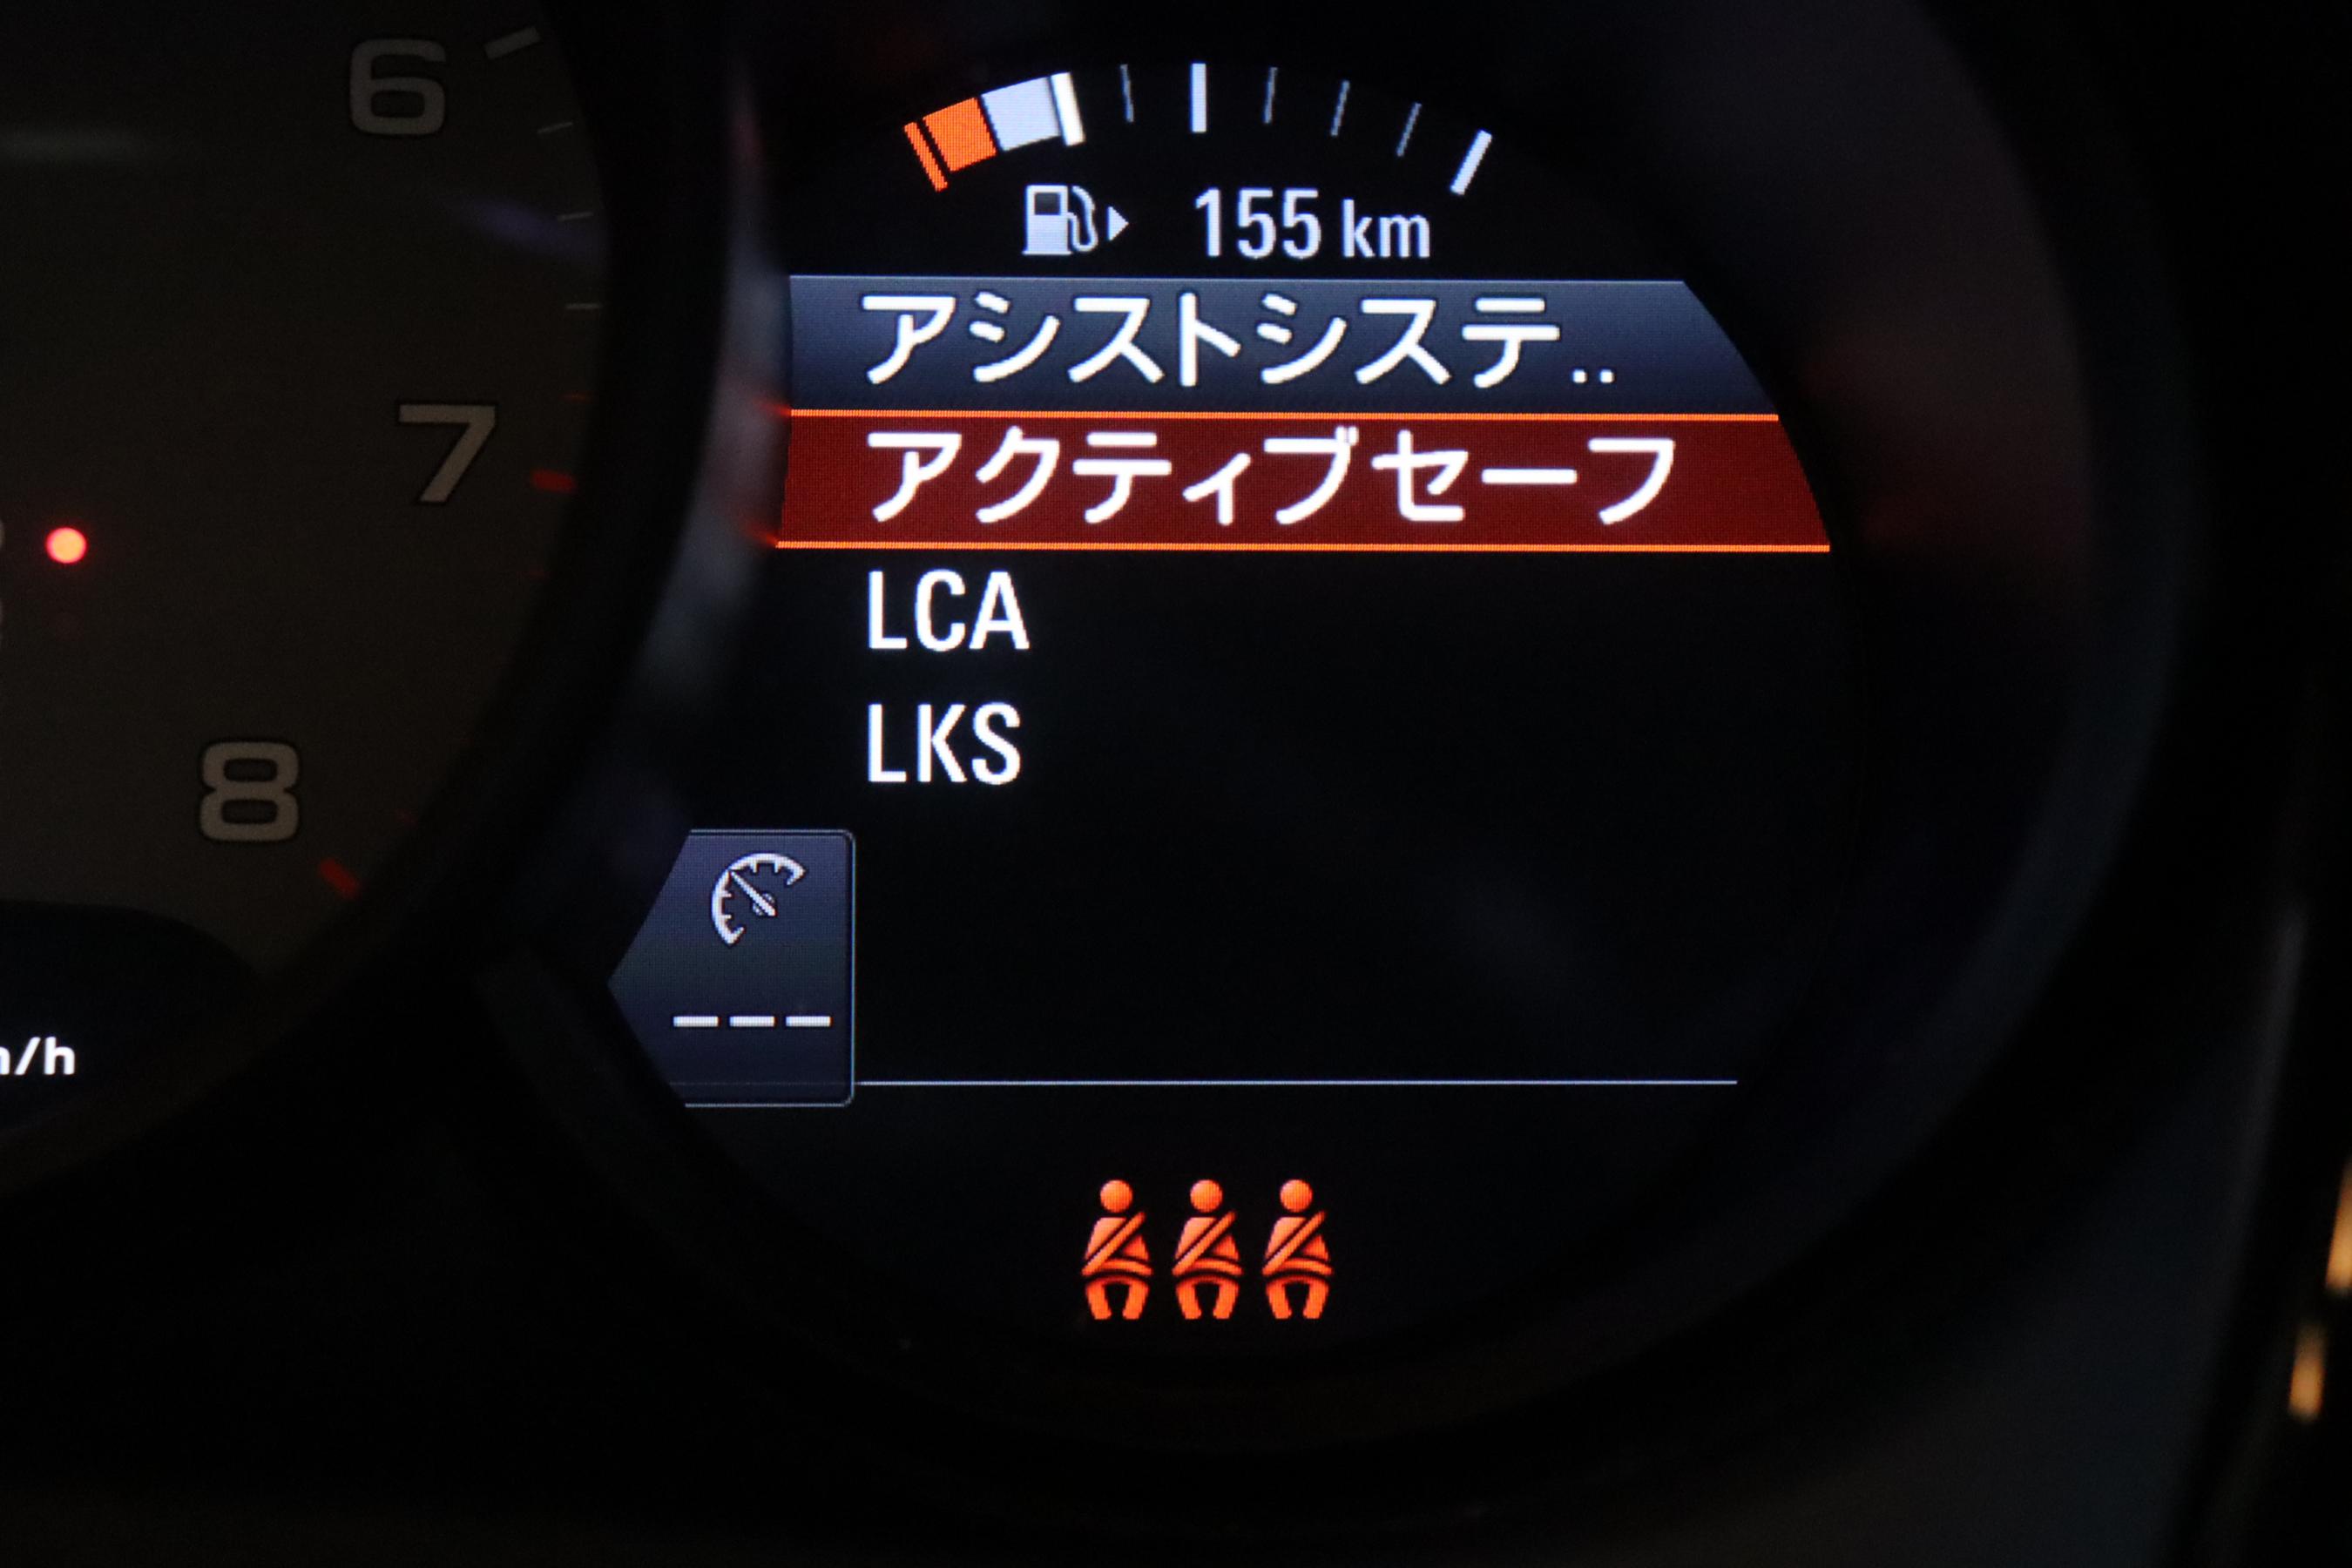 6
7
8
155 km
アシストシステ..
アクティブセーフ
LCA
LKS
---
/h